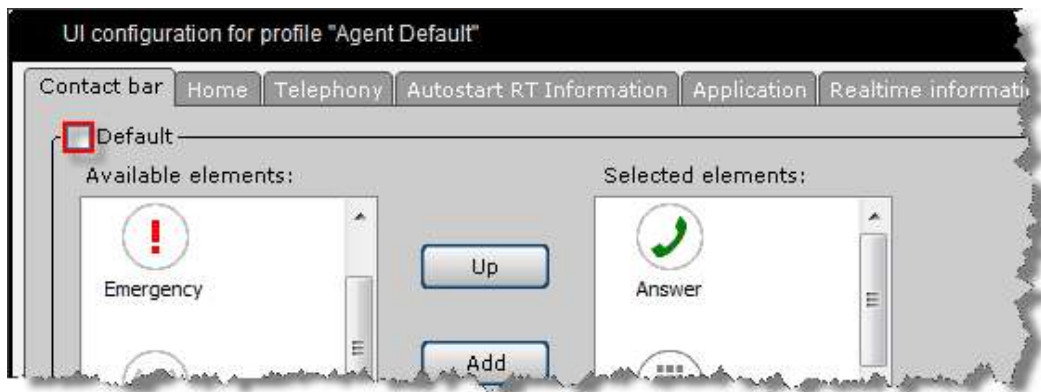 UI configuration for profile "Agent Default"
Contact bar Home Telephony Autostart RT Information Application
Default
Available elements: Selected elements:
Up
Emergency Answer
Add